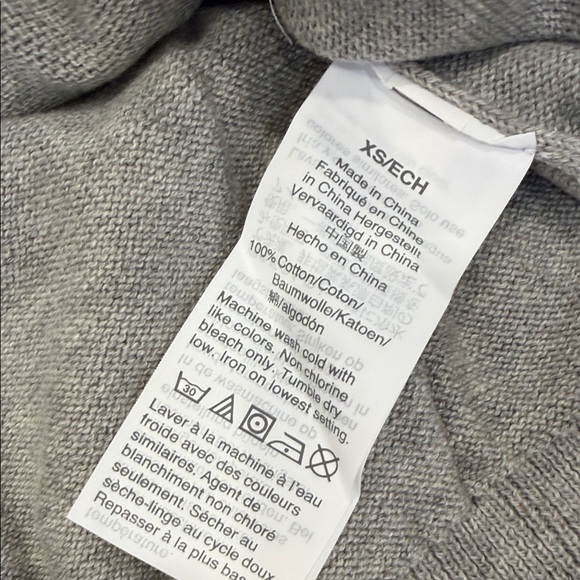 XS/ECH
Made in China
Fabriqué en Chine
in China Hergestellt
Vervaardigd in China
中国製
Hecho en China
100% Cotton/Coton/
Baumwolle/Katoen/
綿/algodón
Machine wash cold with
like colors. Non chlorine
bleach only. Tumble dry
low. Iron on lowest setting.
30
Laver à la machine à l'eau
froide avec des couleurs
similaires. Agent de
blanchiment non chloré
seulement. Sécher au
sèche-linge au cycle doux
Repasser à la plus bas